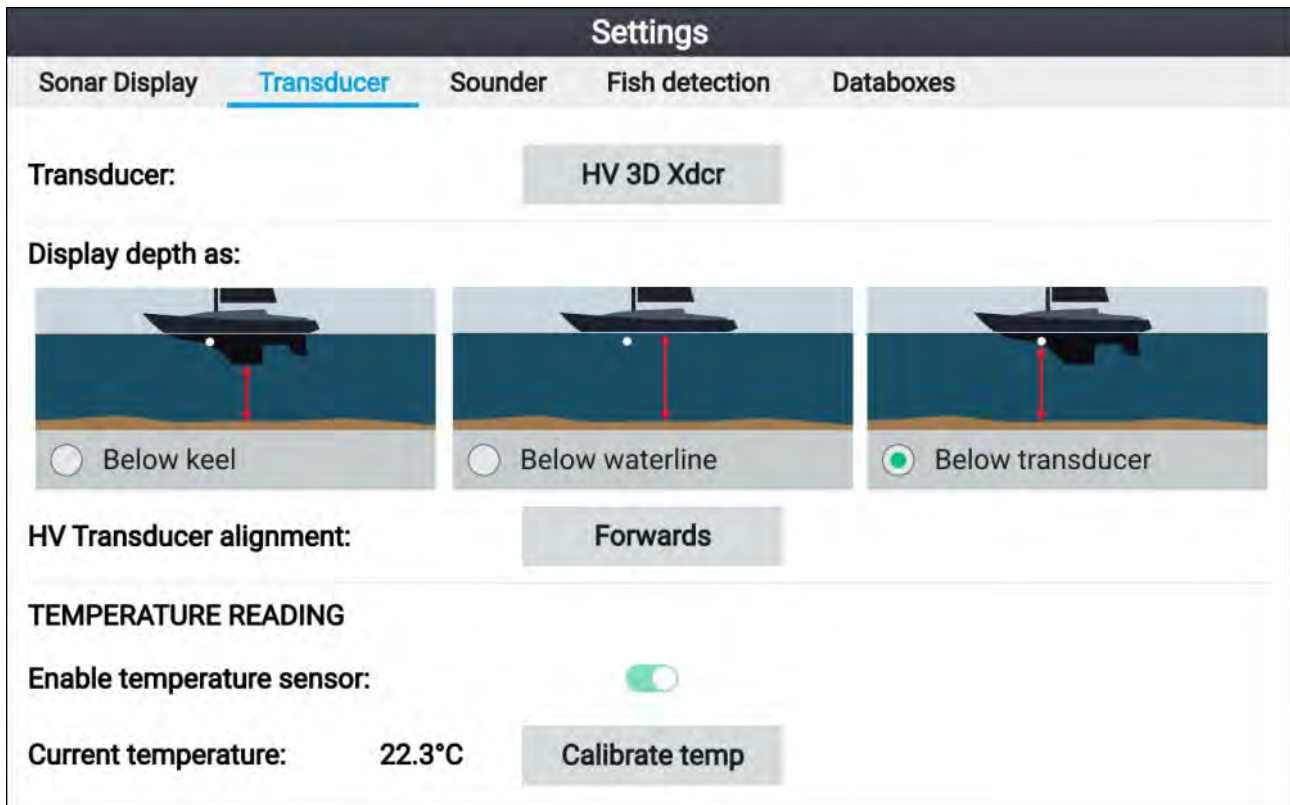 Settings
Sonar Display Transducer Sounder Fish detection Databoxes
Transducer: HV 3D Xdcr
Display depth as:
Below keel Below waterline Below transducer
HV Transducer alignment: Forwards
TEMPERATURE READING
Enable temperature sensor:
Current temperature: 22.3°C Calibrate temp